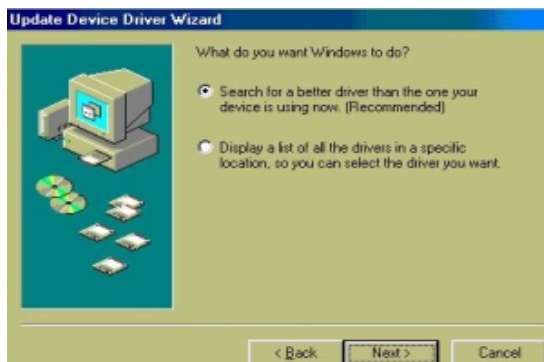 Update Device Driver Wizard
What do you want Windows to do?
Search for a better driver than the one your
device is using now. (Recommended)
Display a list of all the drivers in a specific
location, so you can select the driver you want.
< Back
Next >
Cancel